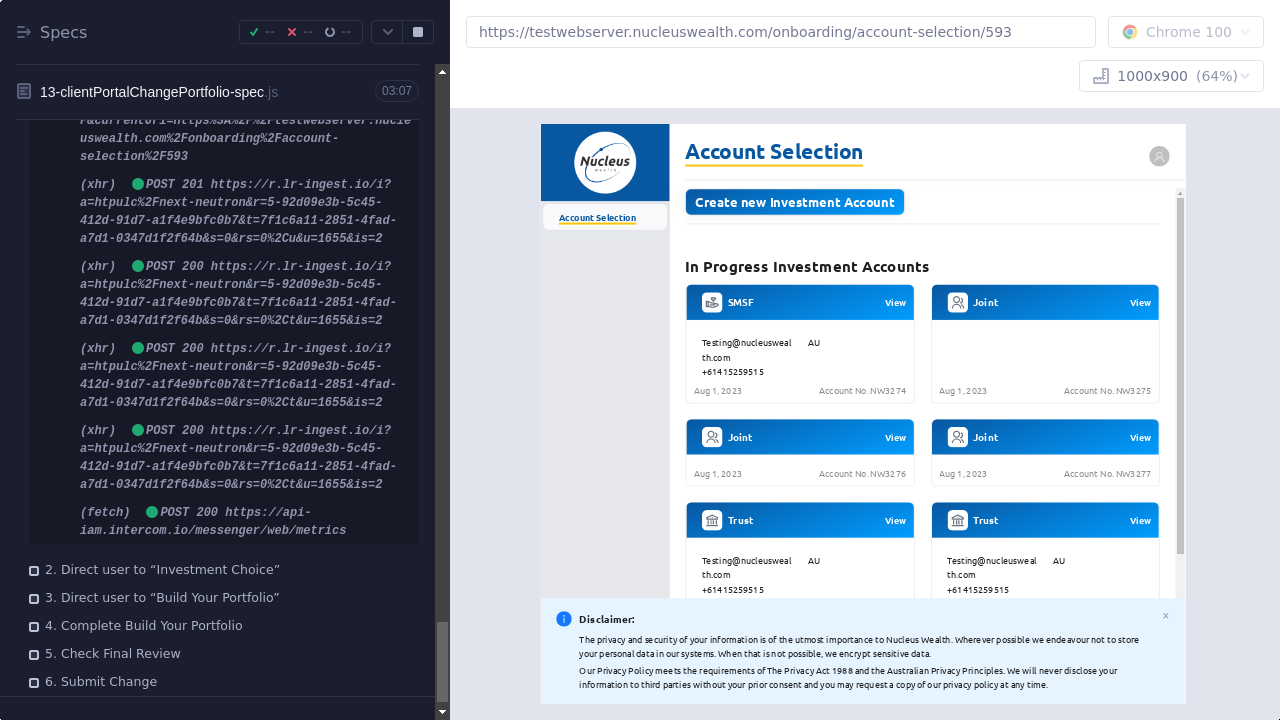 Specs
--
--
--
13-clientPortalChangePortfolio-spec.js
03:07
uswealth.com%2Fonboarding%2Faccount-
selection%2F593
(xhr) POST 201 https://r.lr-ingest.io/i?
a=htpulc%2Fnext-neutron&r=5-92d09e3b-5c45-
412d-91d7-a1f4e9bfc0b7&t=7f1c6a11-2851-4fad-
a7d1-0347d1f2f64b&s=0&rs=0%2Cu&u=1655&is=2
(xhr) POST 200 https://r.lr-ingest.io/i?
a=htpulc%2Fnext-neutron&r=5-92d09e3b-5c45-
412d-91d7-a1f4e9bfc0b7&t=7f1c6a11-2851-4fad-
a7d1-0347d1f2f64b&s=0&rs=0%2Ct&u=1655&is=2
(xhr) POST 200 https://r.lr-ingest.io/i?
a=htpulc%2Fnext-neutron&r=5-92d09e3b-5c45-
412d-91d7-a1f4e9bfc0b7&t=7f1c6a11-2851-4fad-
a7d1-0347d1f2f64b&s=0&rs=0%2Ct&u=1655&is=2
(xhr) POST 200 https://r.lr-ingest.io/i?
a=htpulc%2Fnext-neutron&r=5-92d09e3b-5c45-
412d-91d7-a1f4e9bfc0b7&t=7f1c6a11-2851-4fad-
a7d1-0347d1f2f64b&s=0&rs=0%2Ct&u=1655&is=2
(fetch) POST 200 https://api-
iam.intercom.io/messenger/web/metrics
2. Direct user to “Investment Choice”
3. Direct user to “Build Your Portfolio”
4. Complete Build Your Portfolio
5. Check Final Review
6. Submit Change
https://testwebserver.nucleuswealth.com/onboarding/account-selection/593
Chrome 100
1000x900 (64%)
Nucleus
Wealth
Account Selection
Account Selection
Create new Investment Account
In Progress Investment Accounts
SMSF View
Testing@nucleusweal AU
th.com
+61415259515
Aug 1, 2023 Account No. NW3274
Joint View
Aug 1, 2023 Account No. NW3275
Joint View
Aug 1, 2023 Account No. NW3276
Joint View
Aug 1, 2023 Account No. NW3277
Trust View
Testing@nucleusweal AU
th.com
+61415259515
Trust View
Testing@nucleusweal AU
th.com
+61415259515
Disclaimer:
The privacy and security of your information is of the utmost importance to Nucleus Wealth. Wherever possible we endeavour not to store
your personal data in our systems. When that is not possible, we encrypt sensitive data.
Our Privacy Policy meets the requirements of The Privacy Act 1988 and the Australian Privacy Principles. We will never disclose your
information to third parties without your prior consent and you may request a copy of our privacy policy at any time.